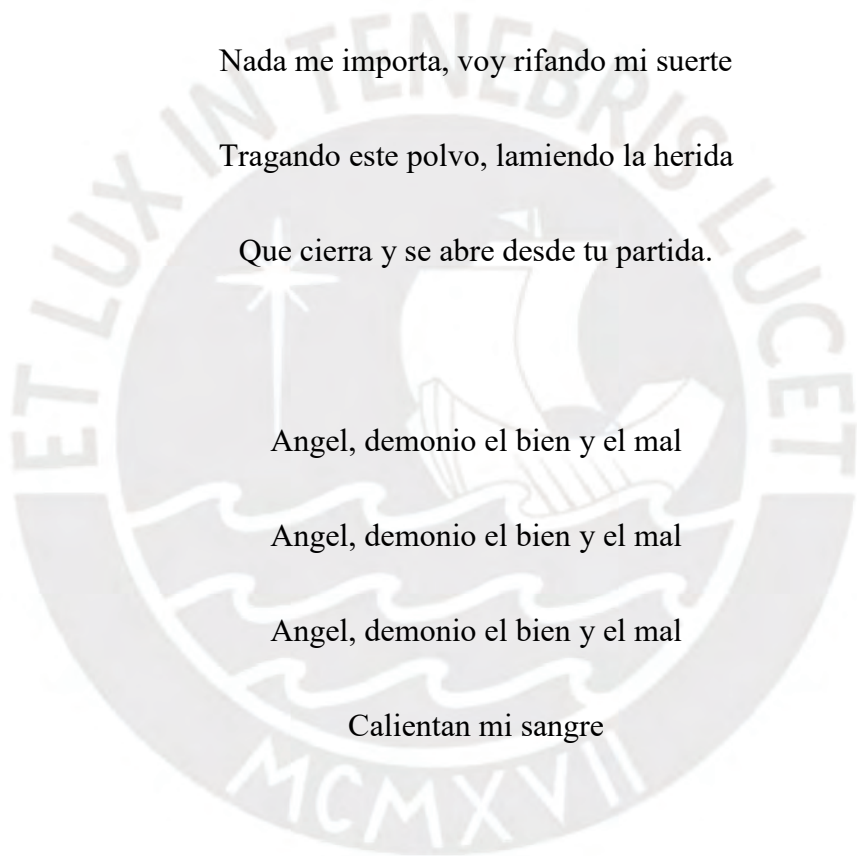 ET LUX IN TENEBRIS LUCET
Nada me importa, voy rifando mi suerte
Tragando este polvo, lamiendo la herida
Que cierra y se abre desde tu partida.
Angel, demonio el bien y el mal
Angel, demonio el bien y el mal
Angel, demonio el bien y el mal
Calientan mi sangre
MCMXVII